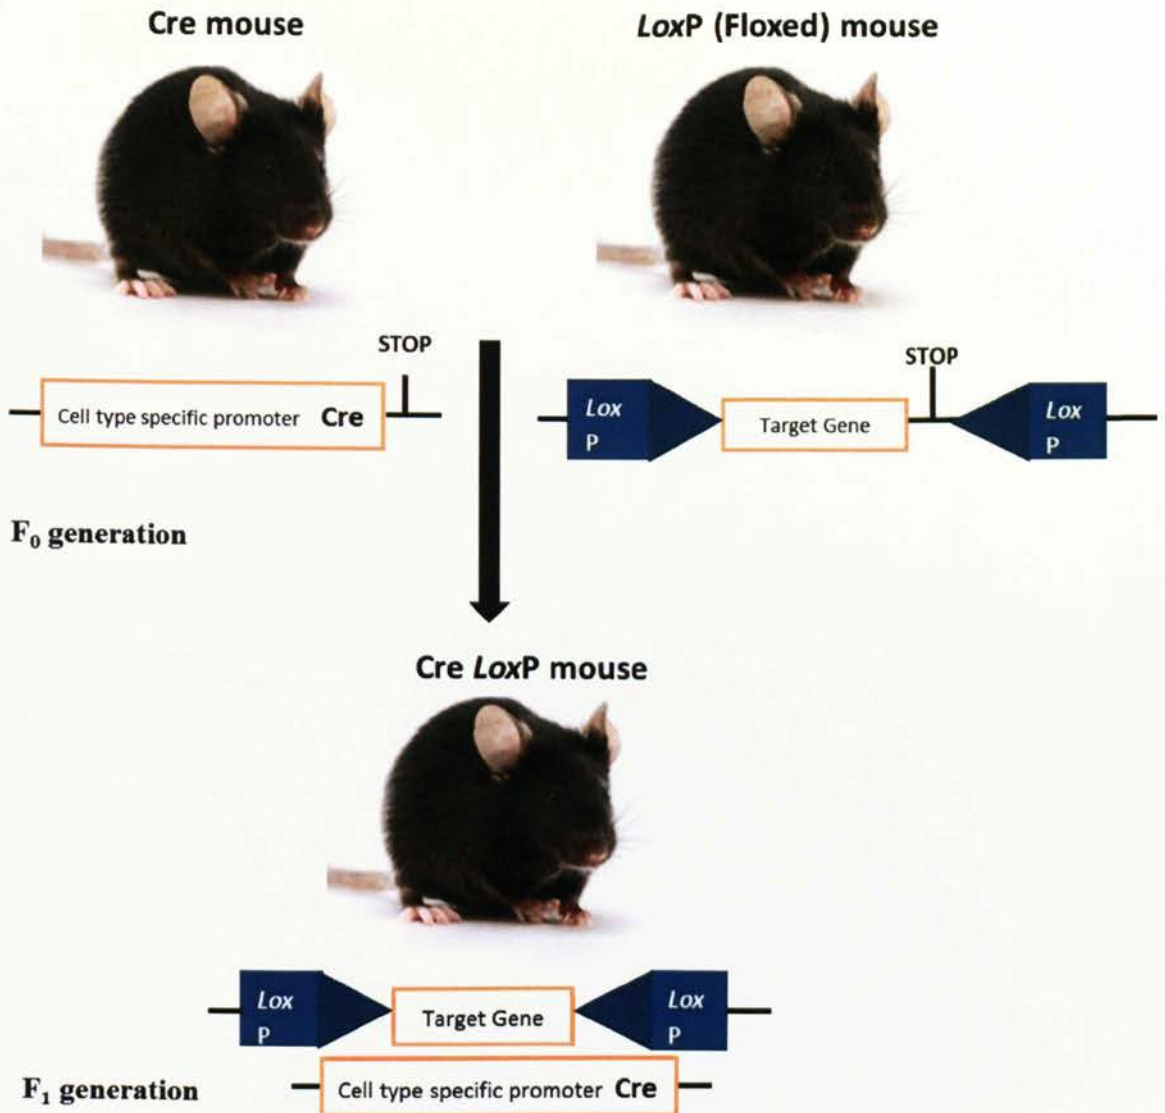 Cre mouse
LoxP (Floxed) mouse
STOP
Cell type specific promoter Cre
STOP
Lox
P
Target Gene
Lox
P
F₀ generation
Cre LoxP mouse
Lox
P
Target Gene
Lox
P
F₁ generation
Cell type specific promoter Cre